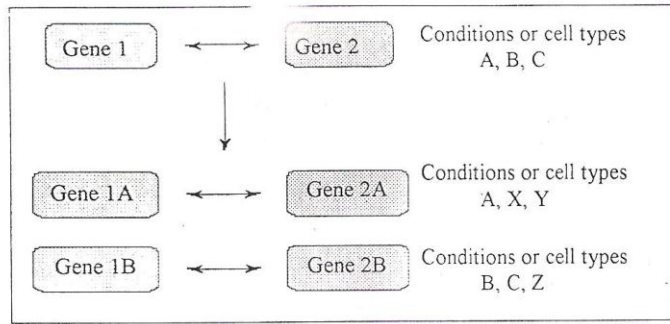 Gene 1 Gene 2 Conditions or cell types
A, B, C
Gene 1A Gene 2A Conditions or cell types
A, X, Y
Gene 1B Gene 2B Conditions or cell types
B, C, Z